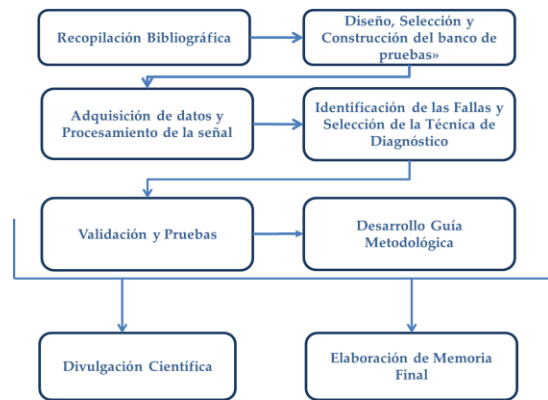 Recopilación Bibliográfica
Diseño, Selección y
Construcción del banco de
pruebas»
Adquisición de datos y
Procesamiento de la señal
Identificación de las Fallas y
Selección de la Técnica de
Diagnóstico
Validación y Pruebas
Desarrollo Guía
Metodológica
Divulgación Científica
Elaboración de Memoria
Final